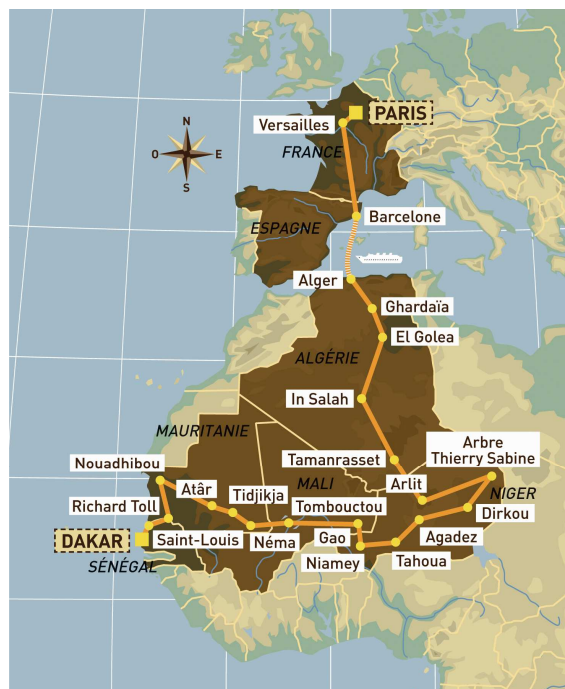 PARIS
Versailles
FRANCE
N
O
E
S
Barcelone
ESPAGNE
Alger
Ghardaïa
El Golea
ALGÉRIE
In Salah
MAURITANIE
Arbre
Thierry Sabine
Tamanrasset
Nouadhibou
MALI
Arlit
Atâr
NIGER
Tidjikja
Tombouctou
Richard Toll
Dirkou
DAKAR
Saint-Louis
Néma
Gao
Agadez
Niamey
Tahoua
SÉNÉGAL